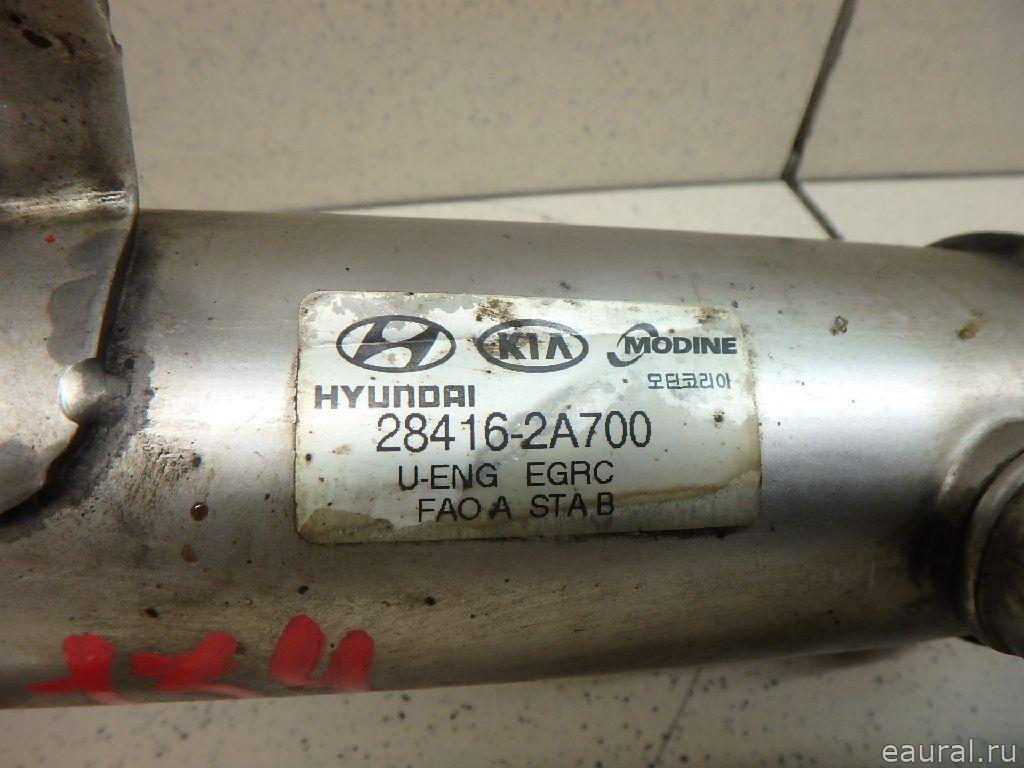 KIA MODINE
모딘코리아
HYUNDAI
28416-2A700
U-ENG EGRC
FAO A STA B
eaural.ru